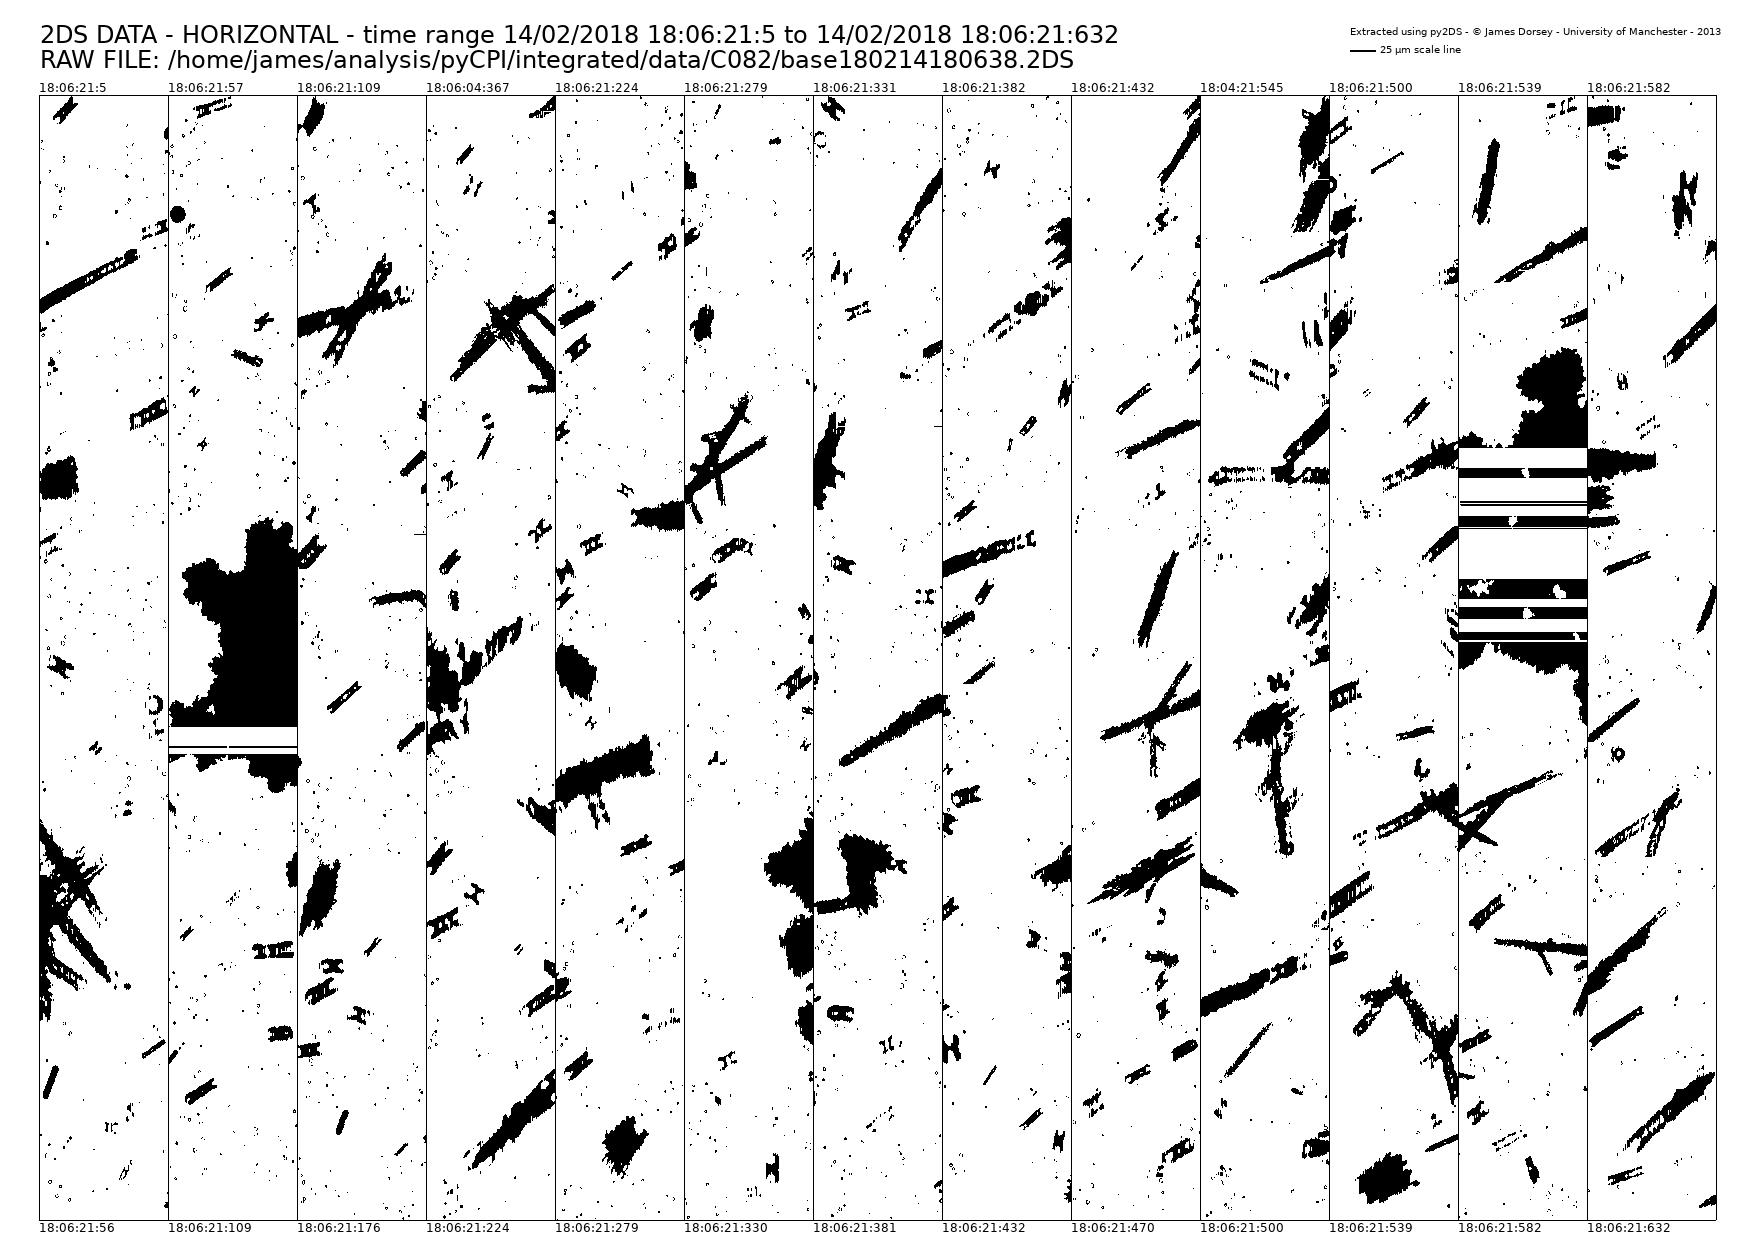 2DS DATA - HORIZONTAL - time range 14/02/2018 18:06:21:5 to 14/02/2018 18:06:21:632
RAW FILE: /home/james/analysis/pyCPI/integrated/data/C082/base180214180638.2DS
Extracted using py2DS - © James Dorsey - University of Manchester - 2013
25 µm scale line
18:06:21:5 18:06:21:57 18:06:21:109 18:06:04:367 18:06:21:224 18:06:21:279 18:06:21:331 18:06:21:382 18:06:21:432 18:04:21:545 18:06:21:500 18:06:21:539 18:06:21:582
18:06:21:56 18:06:21:109 18:06:21:176 18:06:21:224 18:06:21:279 18:06:21:330 18:06:21:381 18:06:21:432 18:06:21:470 18:06:21:500 18:06:21:539 18:06:21:582 18:06:21:632